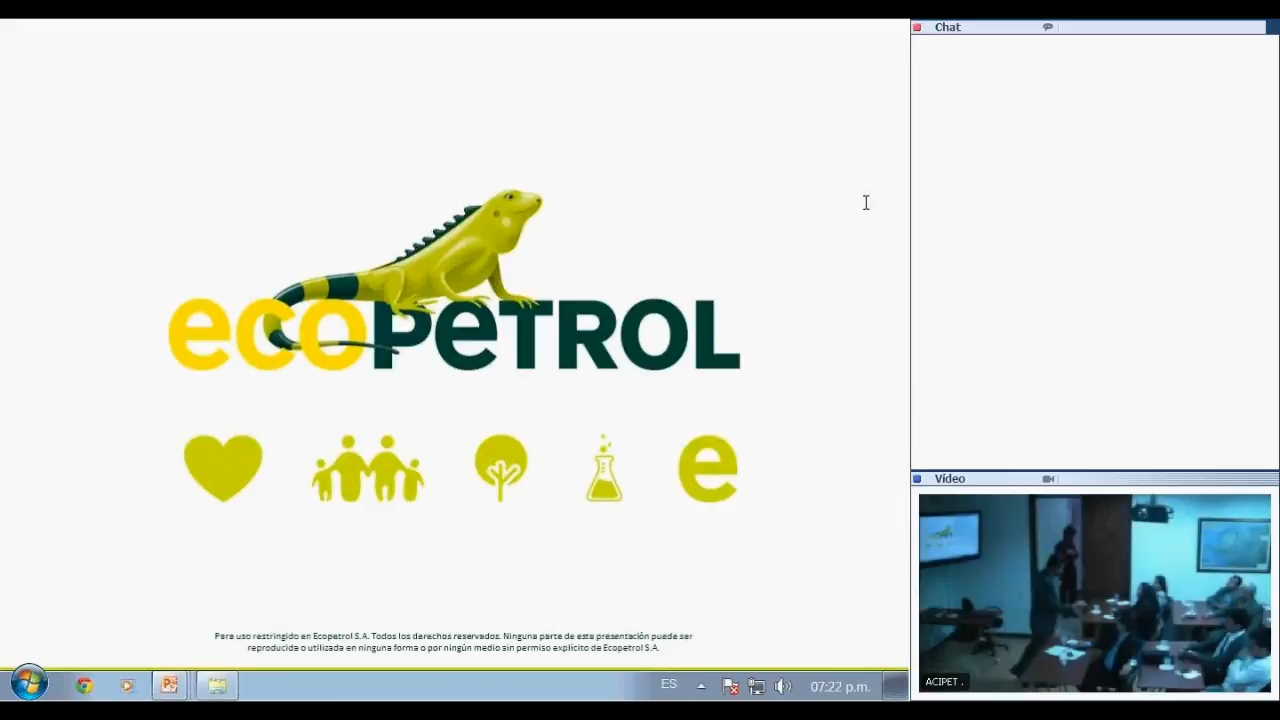 Chat
ecoPeTROL
e
Para uso restringido en Ecopetrol S.A. Todos los derechos reservados. Ninguna parte de esta presentación puede ser
reproducida o utilizada en ninguna forma o por ningún medio sin permiso explícito de Ecopetrol S.A.
Vídeo
ACIPET .
ES
07:22 p.m.